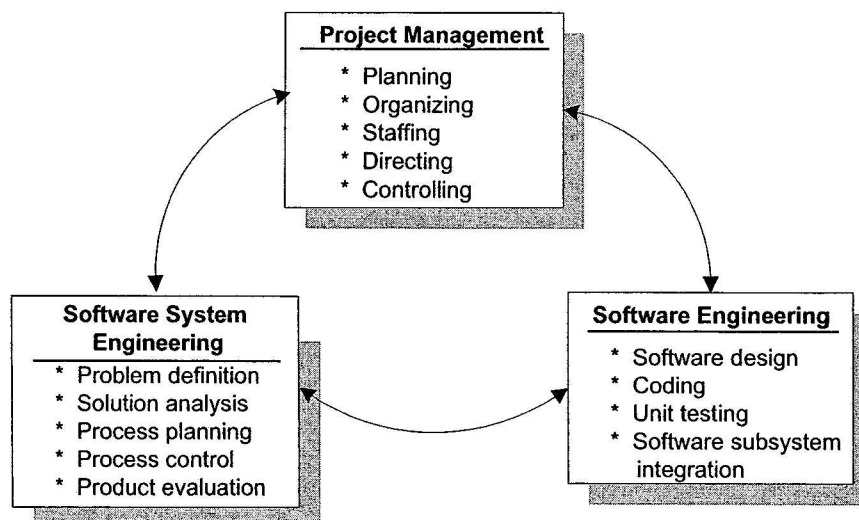 Project Management
* Planning
* Organizing
* Staffing
* Directing
* Controlling
Software System
Engineering
* Problem definition
* Solution analysis
* Process planning
* Process control
* Product evaluation
Software Engineering
* Software design
* Coding
* Unit testing
* Software subsystem
integration